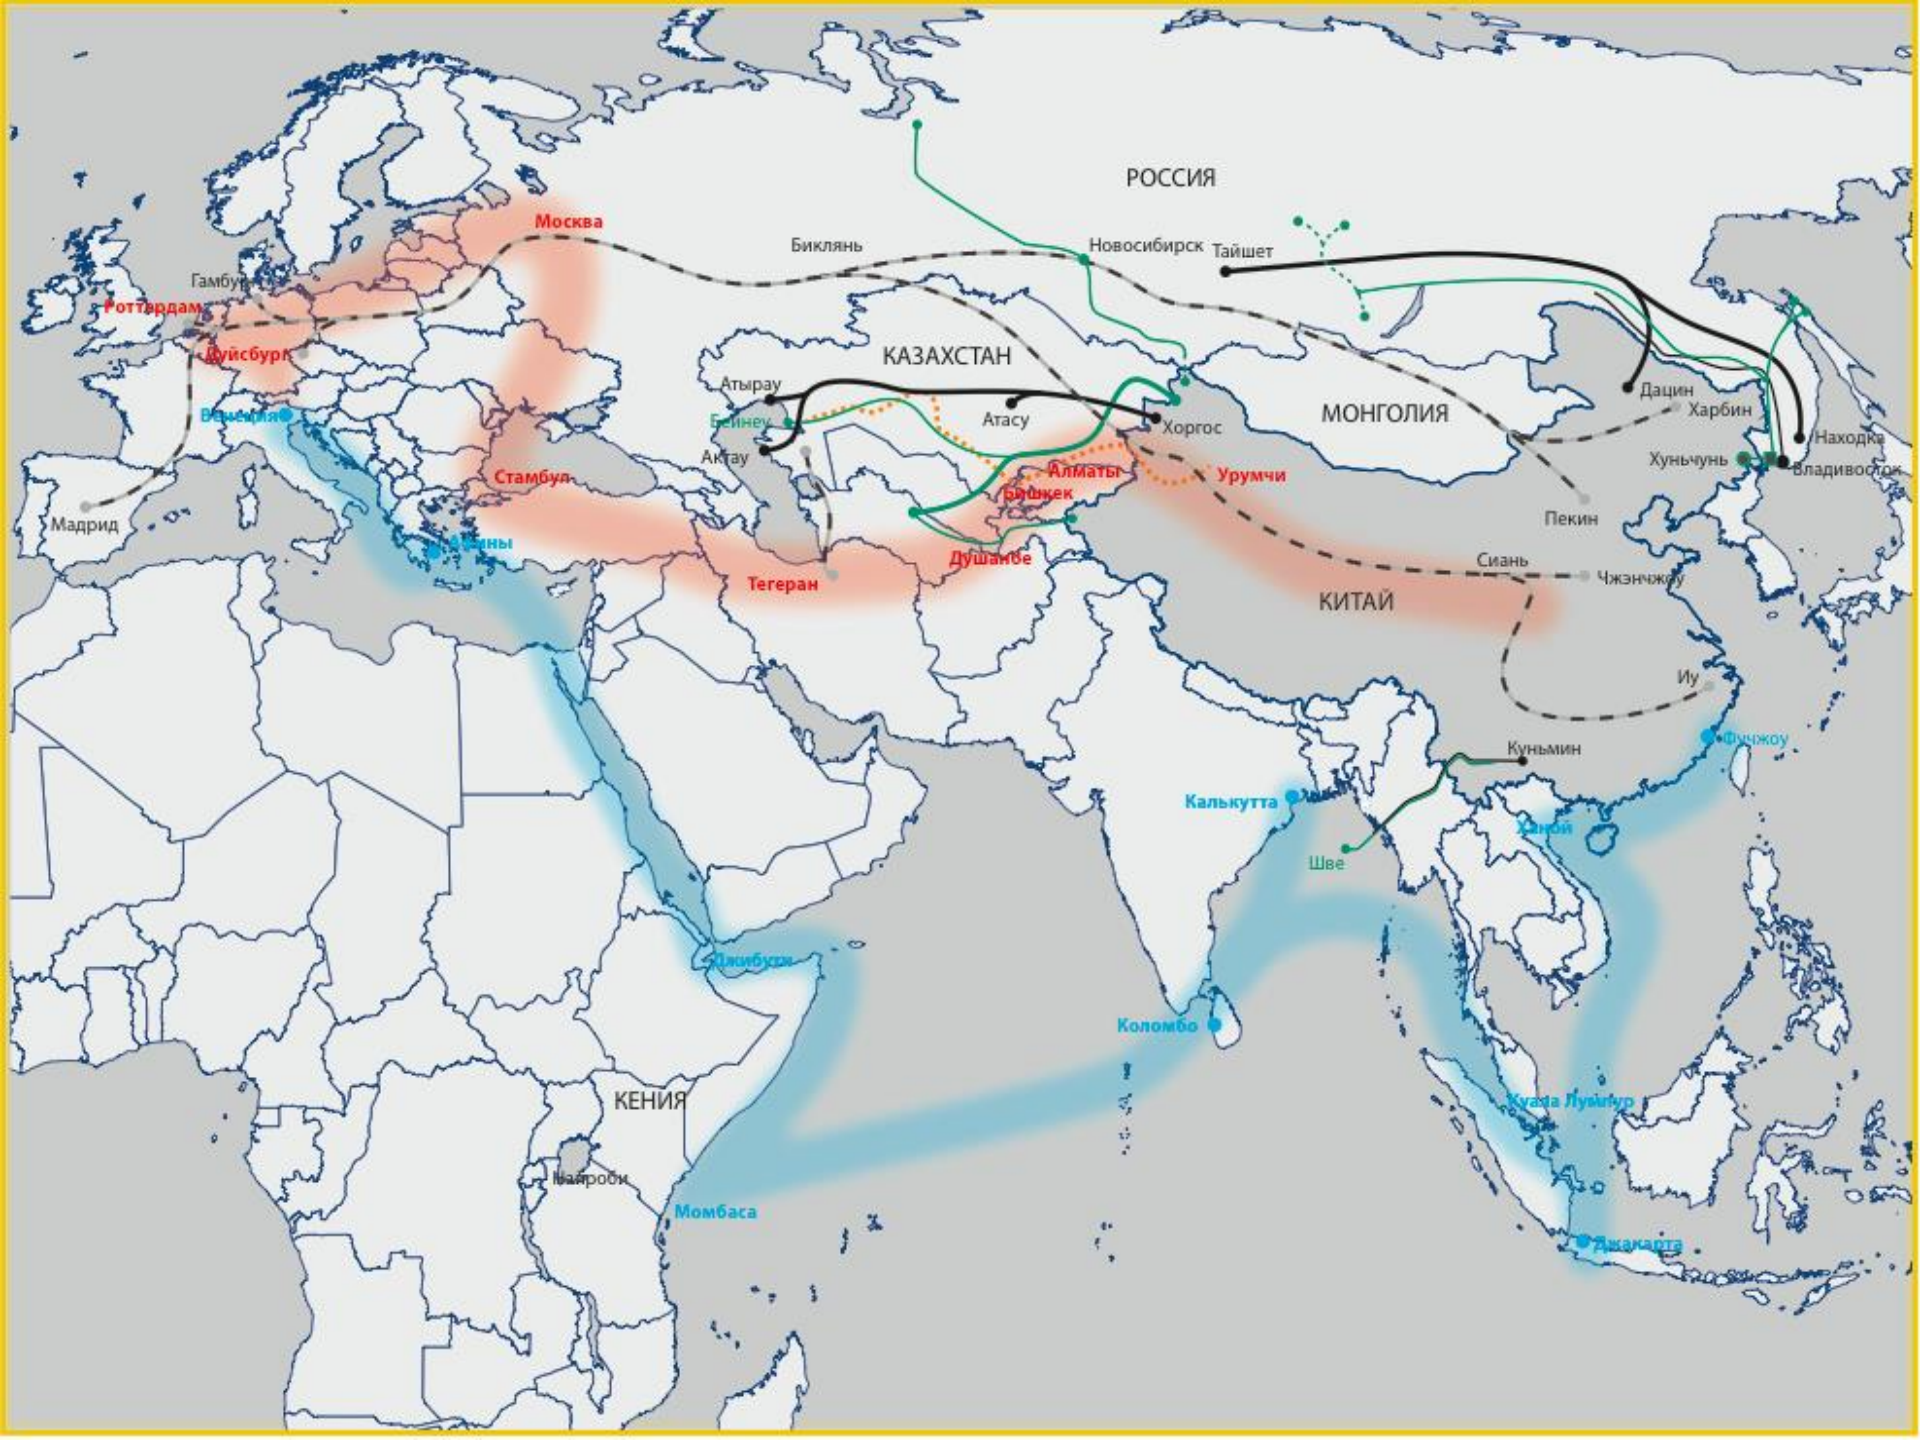 РОССИЯ
Москва
Биклянь
Новосибирск
Тайшет
Гамбург
Роттердам
Дуйсбург
КАЗАХСТАН
Атырау
Дацин
Венеция
Бейнеу
Атасу
Хоргос
МОНГОЛИЯ
Харбин
Находка
Актау
Хуньчунь
Владивосток
Стамбул
Алматы
Урумчи
Бишкек
Мадрид
Пекин
Афины
Душанбе
Тегеран
Сиань
Чжэнчжоу
КИТАЙ
Иу
Фучжоу
Куньмин
Калькутта
Ханой
Шве
Джибути
Коломбо
КЕНИЯ
Куала Лумпур
Найроби
Момбаса
Джакарта